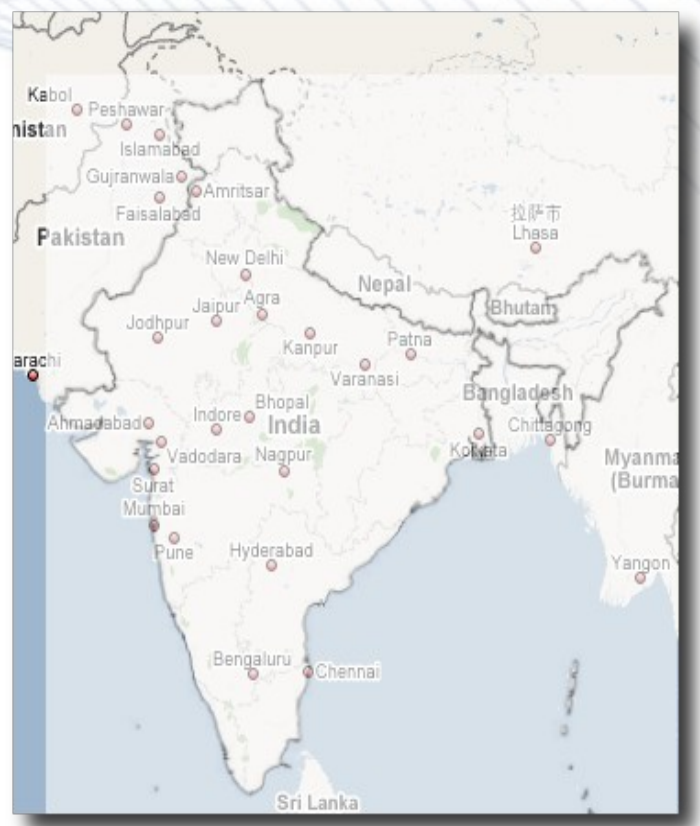 Kabol
Peshawar
nistan
Islamabad
Gujranwala
Amritsar
Faisalabad
拉萨市
Lhasa
Pakistan
New Delhi
Nepal
Jaipur
Agra
Bhutan
Jodhpur
Kanpur
Patna
arachi
Varanasi
Bangladesh
Ahmadabad
Indore
Bhopal
India
Chittagong
Vadodara
Nagpur
Kolkata
Myanma
(Burma
Surat
Mumbai
Pune
Hyderabad
Yangon
Bengaluru
Chennai
Sri Lanka